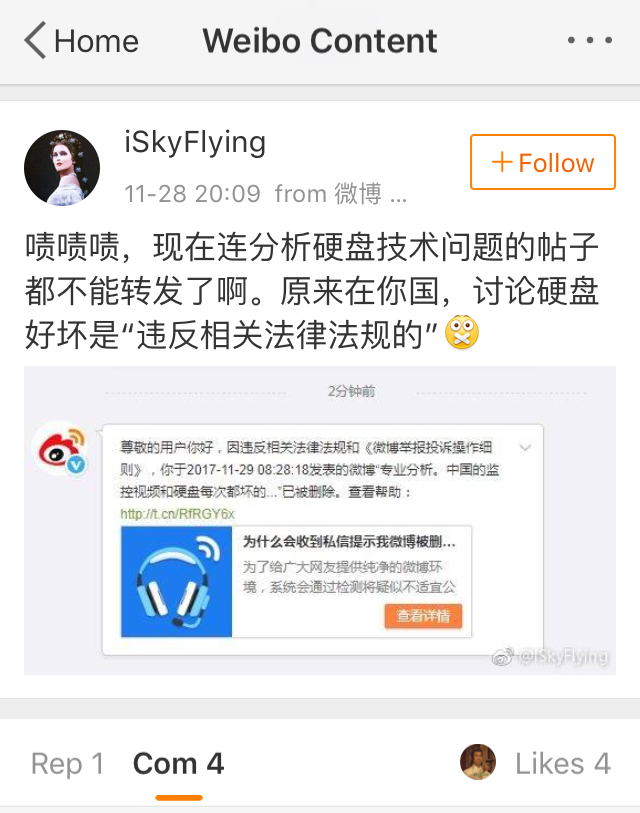 Home
Weibo Content
iSkyFlying
11-28 20:09 from 微博 ...
+Follow
啧啧啧，现在连分析硬盘技术问题的帖子
都不能转发了啊。原来在你国，讨论硬盘
好坏是“违反相关法律法规的”
2分钟前
尊敬的用户你好，因违反相关法律法规和《微博举报投诉操作细
则》，你于2017-11-29 08:28:18发表的微博“专业分析。中国的监
控视频和硬盘每次都坏的...”已被删除。查看帮助：
http://t.cn/RfRGY6x
为什么会收到私信提示我微博被删...
为了给广大网友提供纯净的微博环
境，系统会通过检测将疑似不适宜公
查看详情
@iSkyFlying
Rep 1
Com 4
Likes 4